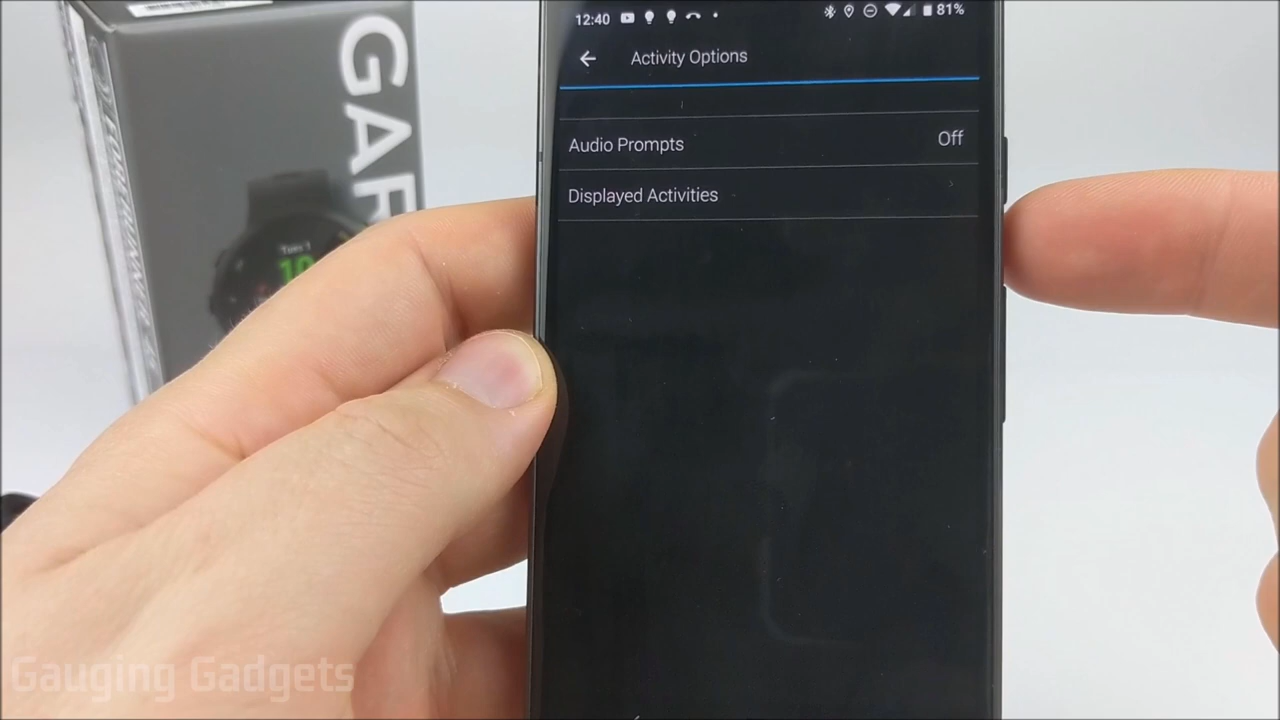 12:40
81%
Activity Options
Audio Prompts
Off
Displayed Activities
GAR
Gauging Gadgets